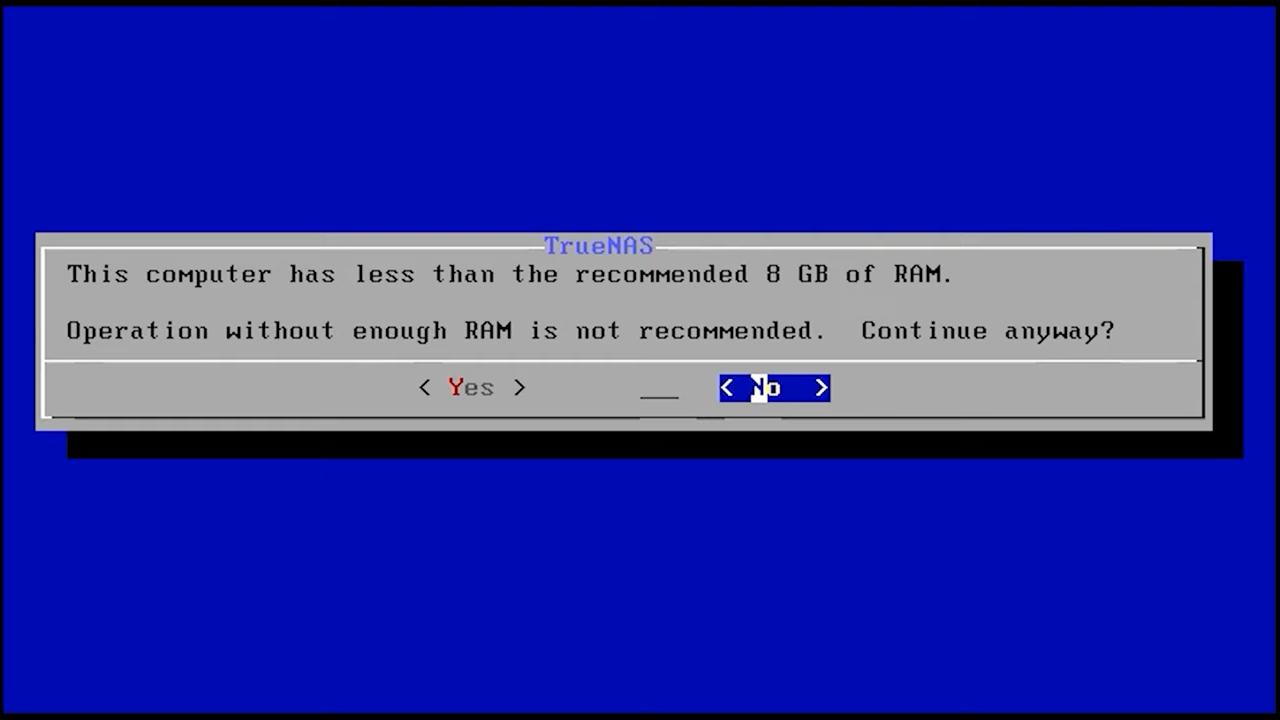 TrueNAS
This computer has less than the recommended 8 GB of RAM.
Operation without enough RAM is not recommended.  Continue anyway?
< Yes > < No >